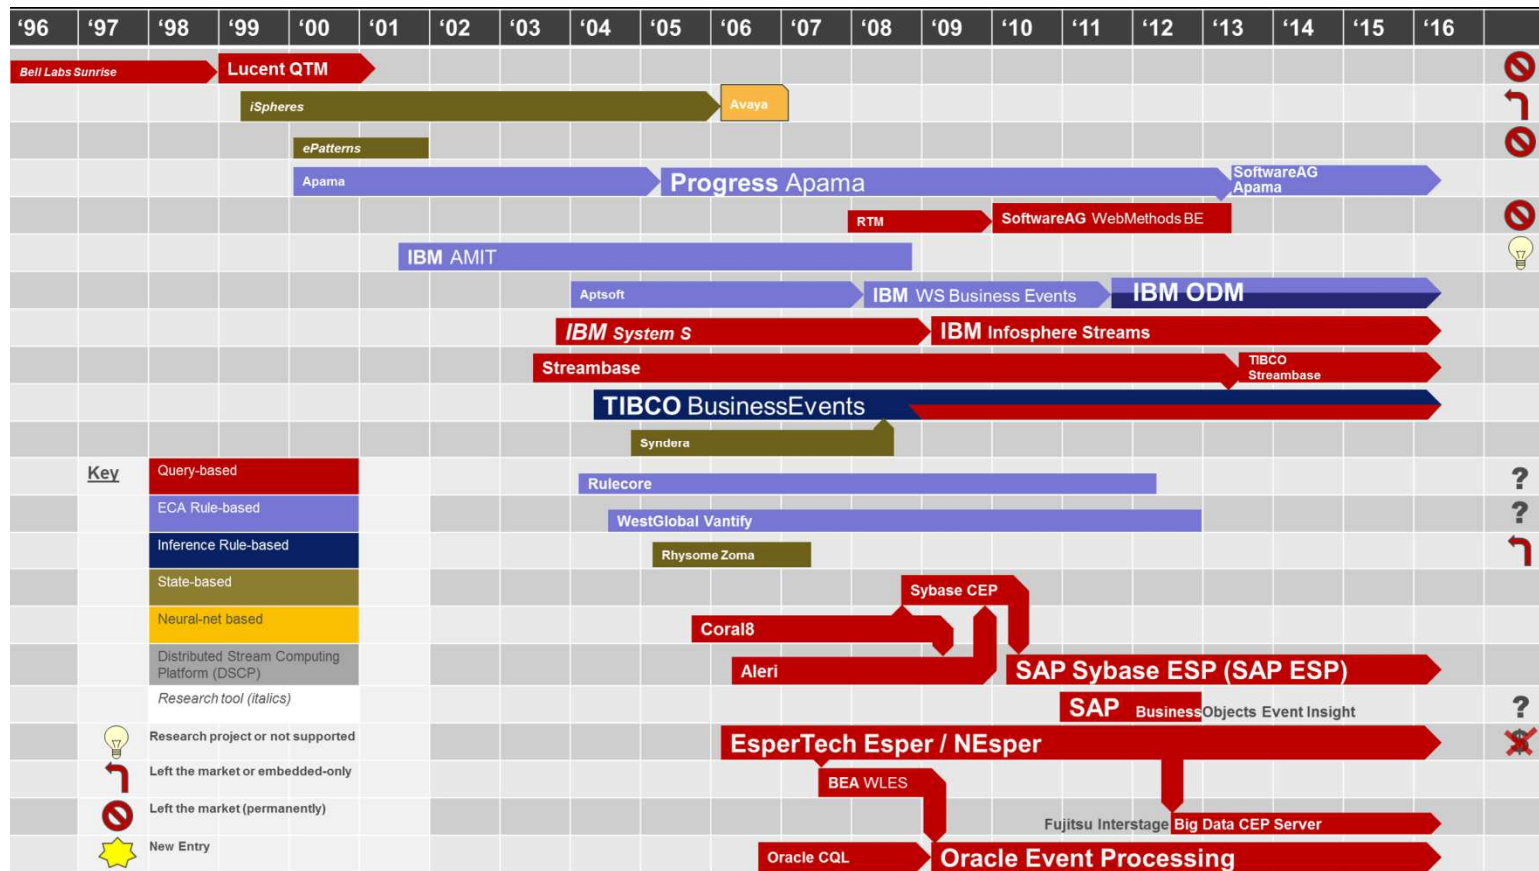 ‘96 ‘97 ‘98 ‘99 ‘00 ‘01 ‘02 ‘03 ‘04 ‘05 ‘06 ‘07 ‘08 ‘09 ‘10 ‘11 ‘12 ‘13 ‘14 ‘15 ‘16
Bell Labs Sunrise
Lucent QTM
iSpheres
Avaya
ePatterns
Apama
Progress Apama
SoftwareAG
Apama
RTM
SoftwareAG WebMethods BE
IBM AMIT
Aptsoft
IBM WS Business Events
IBM ODM
IBM System S
IBM Infosphere Streams
Streambase
TIBCO
Streambase
TIBCO BusinessEvents
Syndera
Key
Query-based
Rulecore
?
ECA Rule-based
WestGlobal Vantify
?
Inference Rule-based
Rhysome Zoma
State-based
Sybase CEP
Neural-net based
Coral8
Distributed Stream Computing
Platform (DSCP)
Aleri
SAP Sybase ESP (SAP ESP)
Research tool (italics)
SAP BusinessObjects Event Insight
?
Research project or not supported
EsperTech Esper / NEsper
$
Left the market or embedded-only
BEA WLES
Left the market (permanently)
Fujitsu Interstage Big Data CEP Server
New Entry
Oracle CQL
Oracle Event Processing